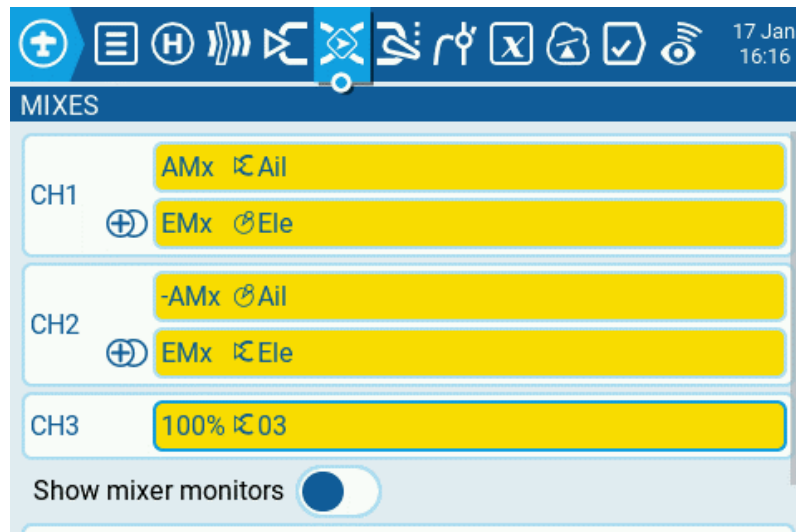 17 Jan
16:16
MIXES
CH1
AMx Ail
EMx Ele
CH2
-AMx Ail
EMx Ele
CH3
100% 03
Show mixer monitors